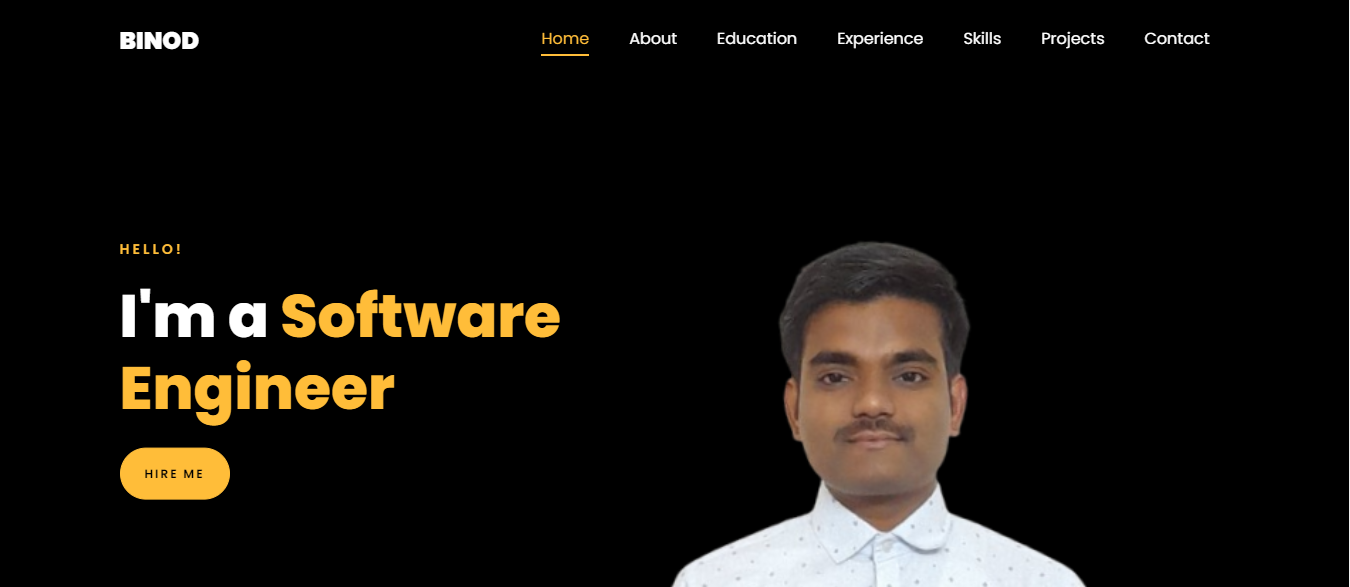 BINOD
Home About Education Experience Skills Projects Contact
HELLO!
I'm a Software
Engineer
HIRE ME